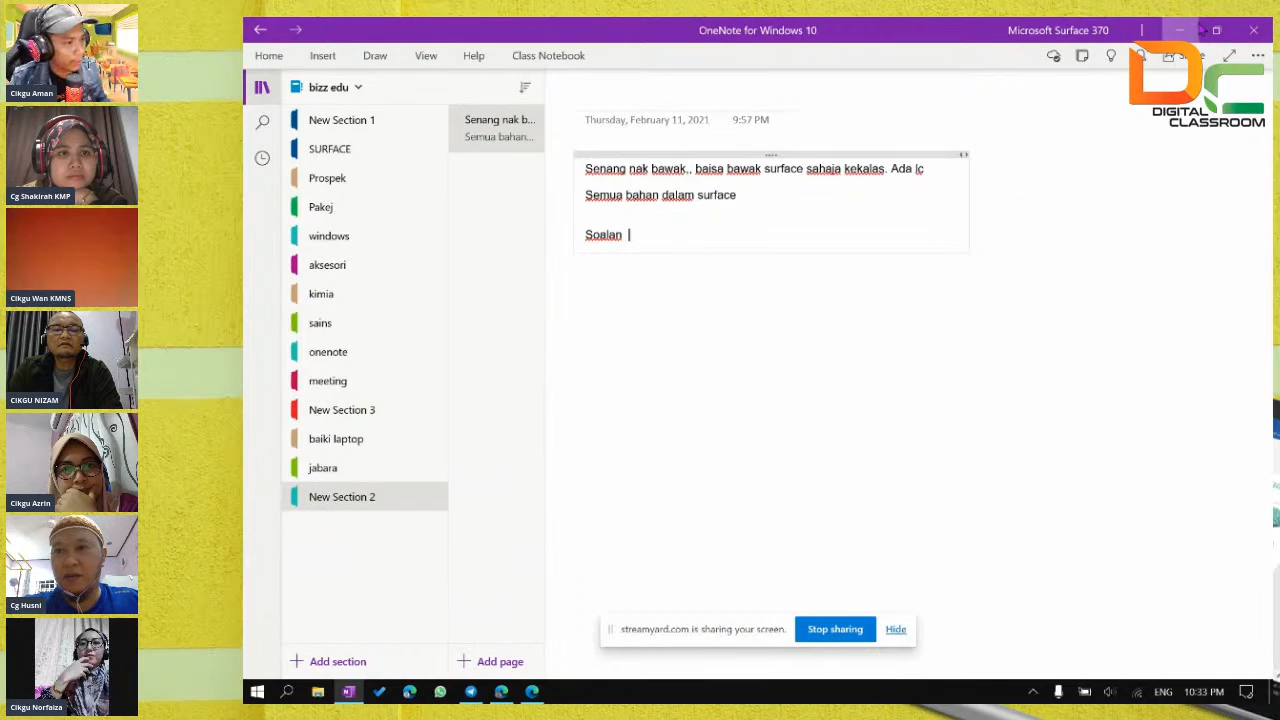 Cikgu Aman
Cg Shakirah KMP
Cikgu Wan KMNS
CIKGU NIZAM
Cikgu Azrin
Cg Husni
Cikgu Norfaiza
OneNote for Windows 10
Microsoft Surface 370
Home
Insert
Draw
View
Help
Class Notebook
DIGITAL
CLASSROOM
bizz edu
New Section 1
SURFACE
Prospek
Pakej
windows
aksesori
kimia
sains
onenote
meeting
New Section 3
baiki laptop
jabara
New Section 2
Add section
Senang nak b...
Semua bahan...
Add page
Thursday, February 11, 2021
9:57 PM
Senang nak bawak,, baisa bawak surface sahaja kekalas. Ada lc
Semua bahan dalam surface
Soalan
streamyard.com is sharing your screen.
Stop sharing
Hide
ENG
10:33 PM